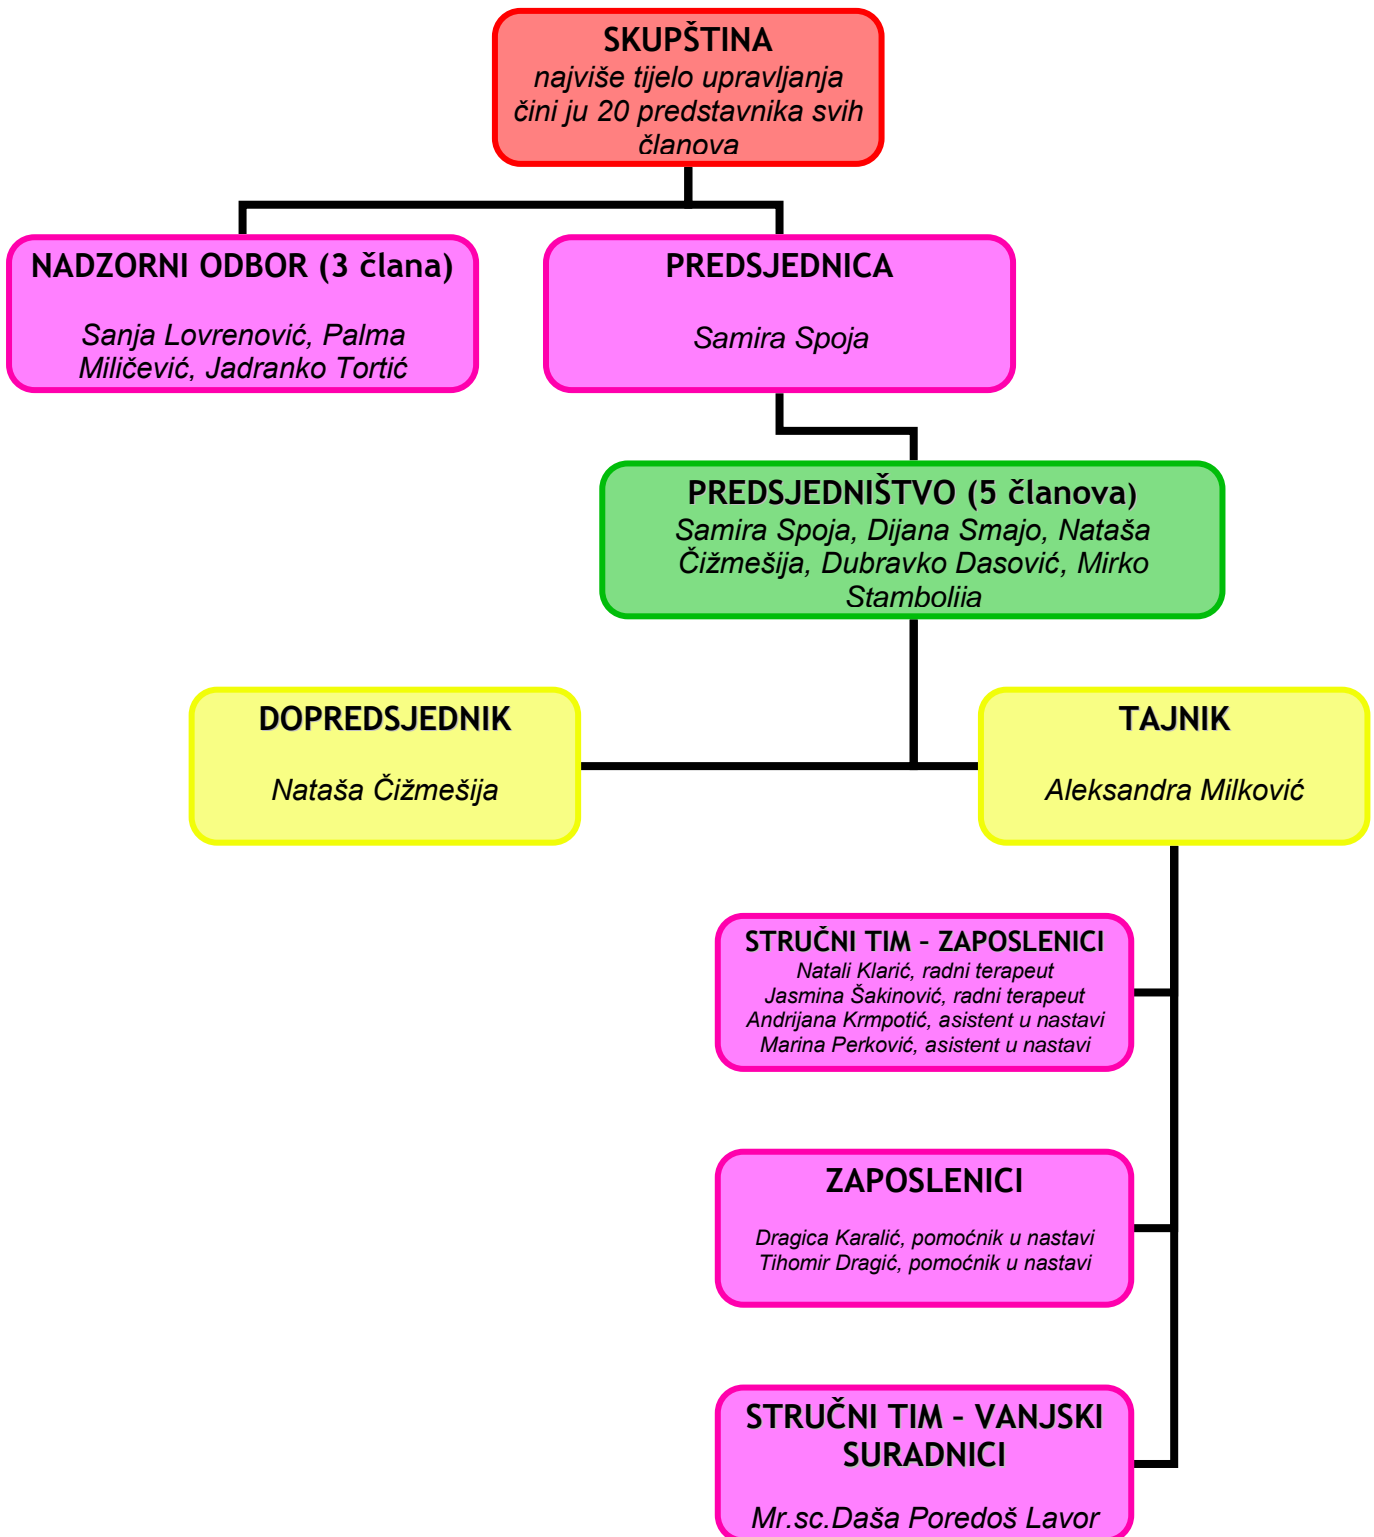 SKUPŠTINA
najviše tijelo upravljanja
čini ju 20 predstavnika svih
članova
NADZORNI ODBOR (3 člana)
Sanja Lovrenović, Palma
Miličević, Jadranko Tortić
PREDSJEDNICA
Samira Spoja
PREDSJEDNIŠTVO (5 članova)
Samira Spoja, Dijana Smajo, Nataša
Čižmešija, Dubravko Dasović, Mirko
Stambolija
DOPREDSJEDNIK
Nataša Čižmešija
TAJNIK
Aleksandra Milković
STRUČNI TIM – ZAPOSLENICI
Natali Klarić, radni terapeut
Jasmina Šakinović, radni terapeut
Andrijana Krmpotić, asistent u nastavi
Marina Perković, asistent u nastavi
ZAPOSLENICI
Dragica Karalić, pomoćnik u nastavi
Tihomir Dragić, pomoćnik u nastavi
STRUČNI TIM – VANJSKI
SURADNICI
Mr.sc.Daša Poredoš Lavor